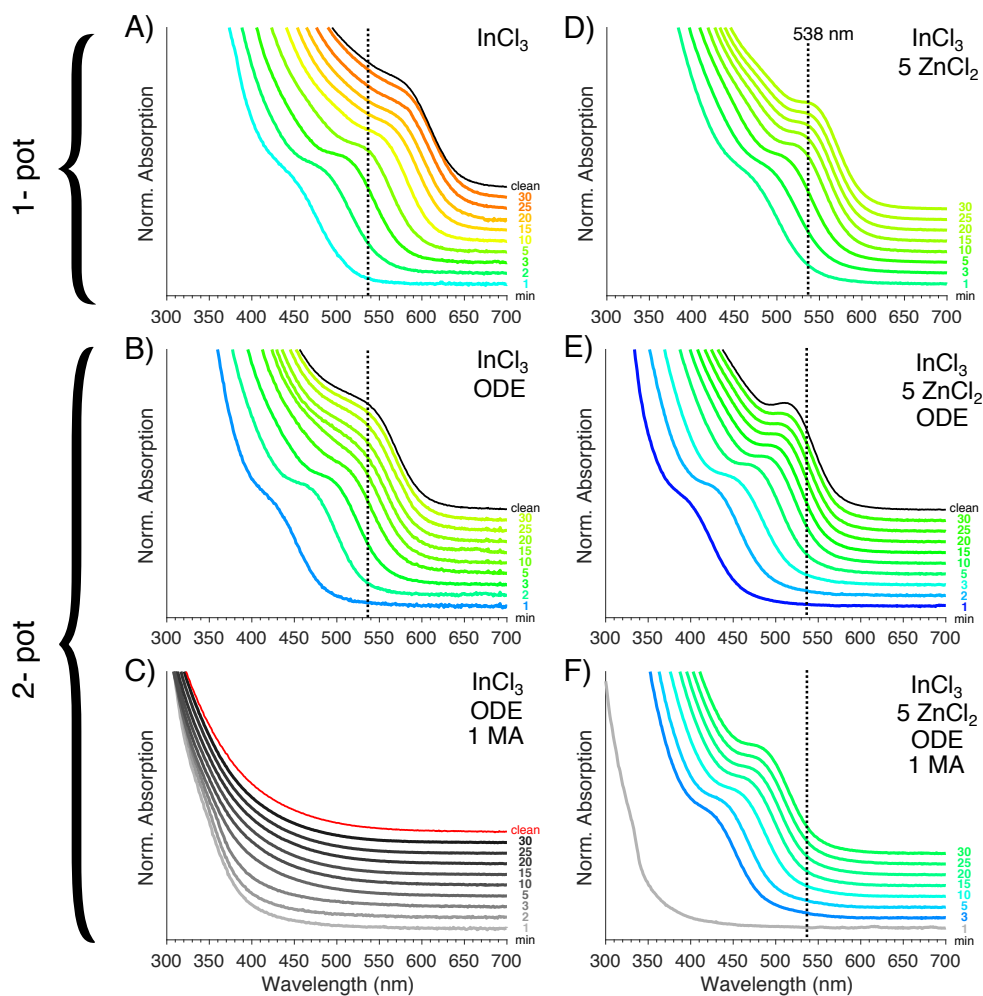 1- pot
2- pot
A)
InCl3
Norm. Absorption
clean
30
25
20
15
10
5
3
2
1
min
300 350 400 450 500 550 600 650 700
D)
538 nm
InCl3
5 ZnCl2
Norm. Absorption
30
25
20
15
10
5
3
1
min
300 350 400 450 500 550 600 650 700
B)
InCl3
ODE
Norm. Absorption
clean
30
25
20
15
10
5
3
2
1
min
300 350 400 450 500 550 600 650 700
E)
InCl3
5 ZnCl2
ODE
Norm. Absorption
clean
30
25
20
15
10
5
3
2
1
min
300 350 400 450 500 550 600 650 700
C)
InCl3
ODE
1 MA
Norm. Absorption
clean
30
25
20
15
10
5
3
2
1
min
300 350 400 450 500 550 600 650 700
Wavelength (nm)
F)
InCl3
5 ZnCl2
ODE
1 MA
Norm. Absorption
30
25
20
15
10
5
3
1
min
300 350 400 450 500 550 600 650 700
Wavelength (nm)